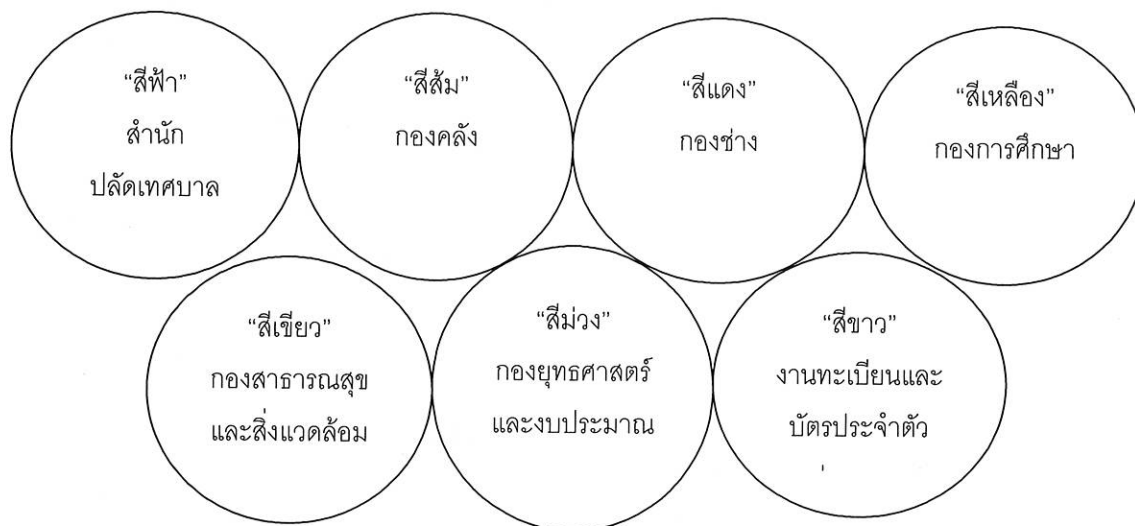 “สีฟ้า”
สำนัก
ปลัดเทศบาล
“สีส้ม”
กองคลัง
“สีแดง”
กองช่าง
“สีเหลือง”
กองการศึกษา
“สีเขียว”
กองสาธารณสุข
และสิ่งแวดล้อม
“สีม่วง”
กองยุทธศาสตร์
และงบประมาณ
“สีขาว”
งานทะเบียนและ
บัตรประจำตัว